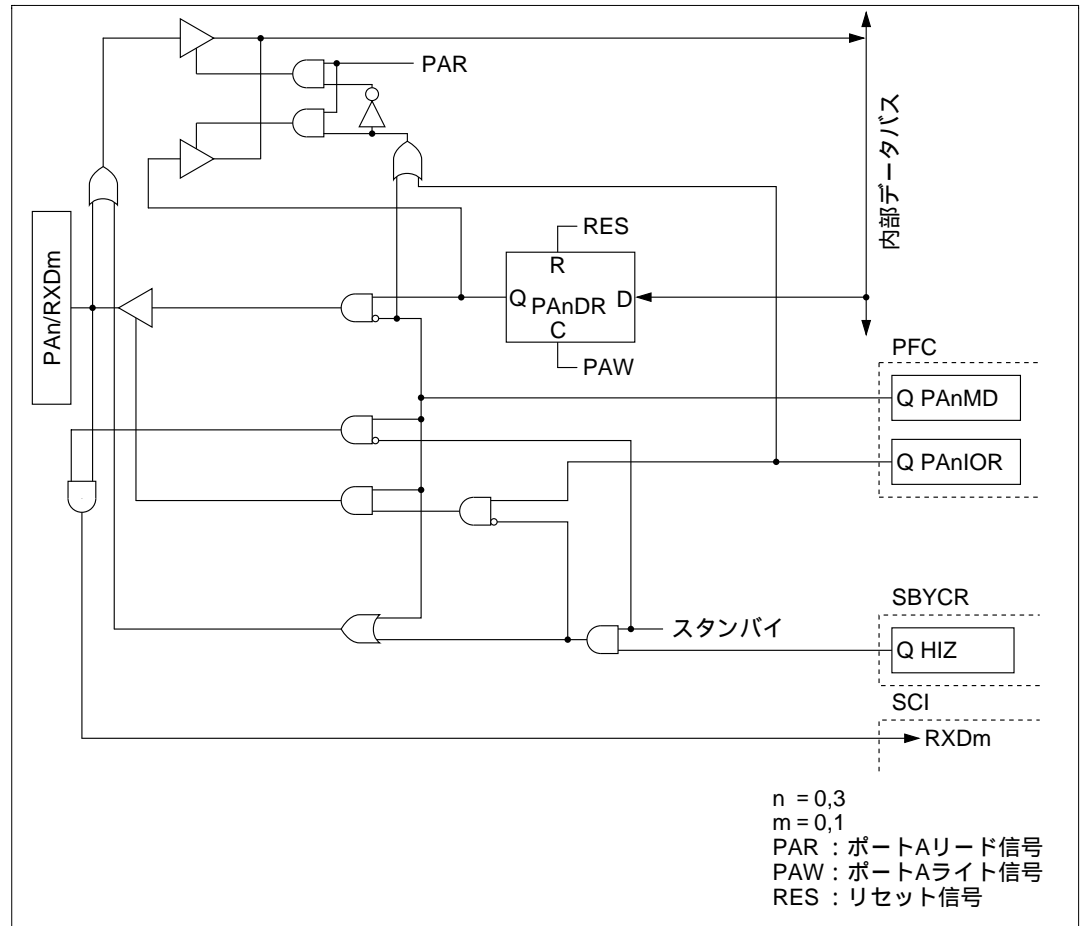 PAR
内部データバス
RES
R
PAn/RXDm
Q PAnDR D
C
PAW
PFC
Q PAnMD
Q PAnIOR
SBYCR
スタンバイ
Q HIZ
SCI
RXDm
n = 0,3
m = 0,1
PAR : ポートAリード信号
PAW : ポートAライト信号
RES : リセット信号